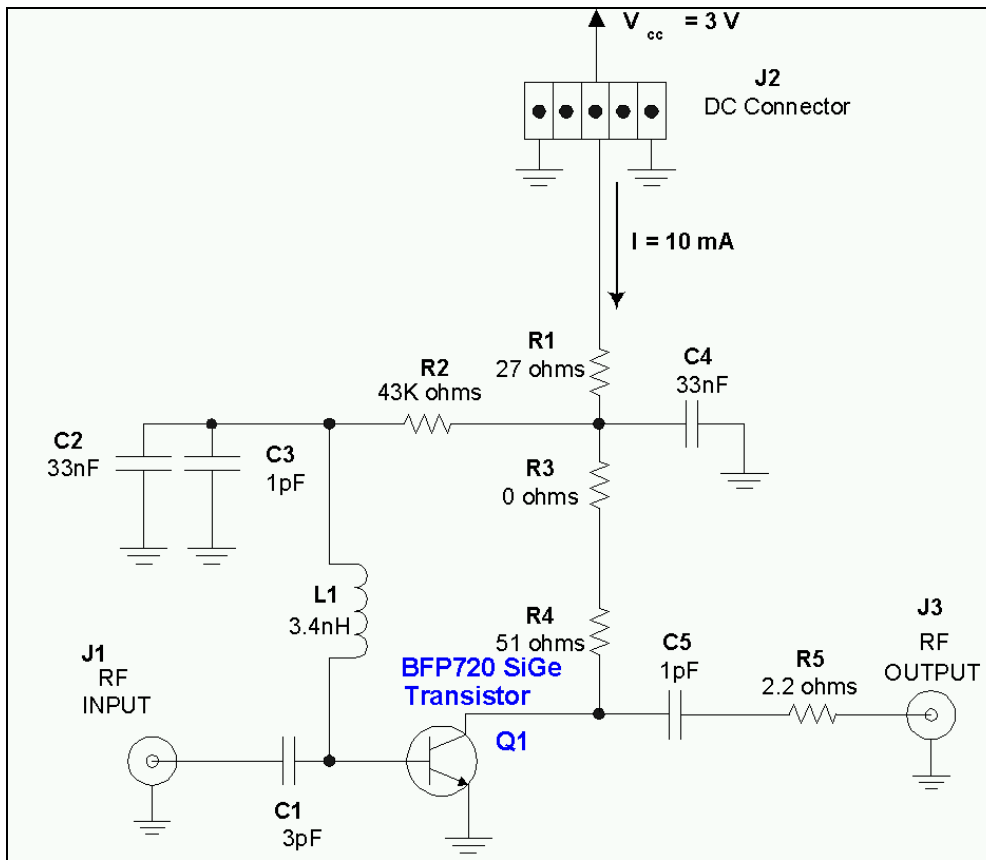 V cc = 3 V
J2
DC Connector
I = 10 mA
R1
27 ohms
C4
33nF
R2
43K ohms
C2
33nF
C3
1pF
R3
0 ohms
L1
3.4nH
R4
51 ohms
J3
RF
OUTPUT
J1
RF
INPUT
BFP720 SiGe
Transistor
Q1
C5
1pF
R5
2.2 ohms
C1
3pF